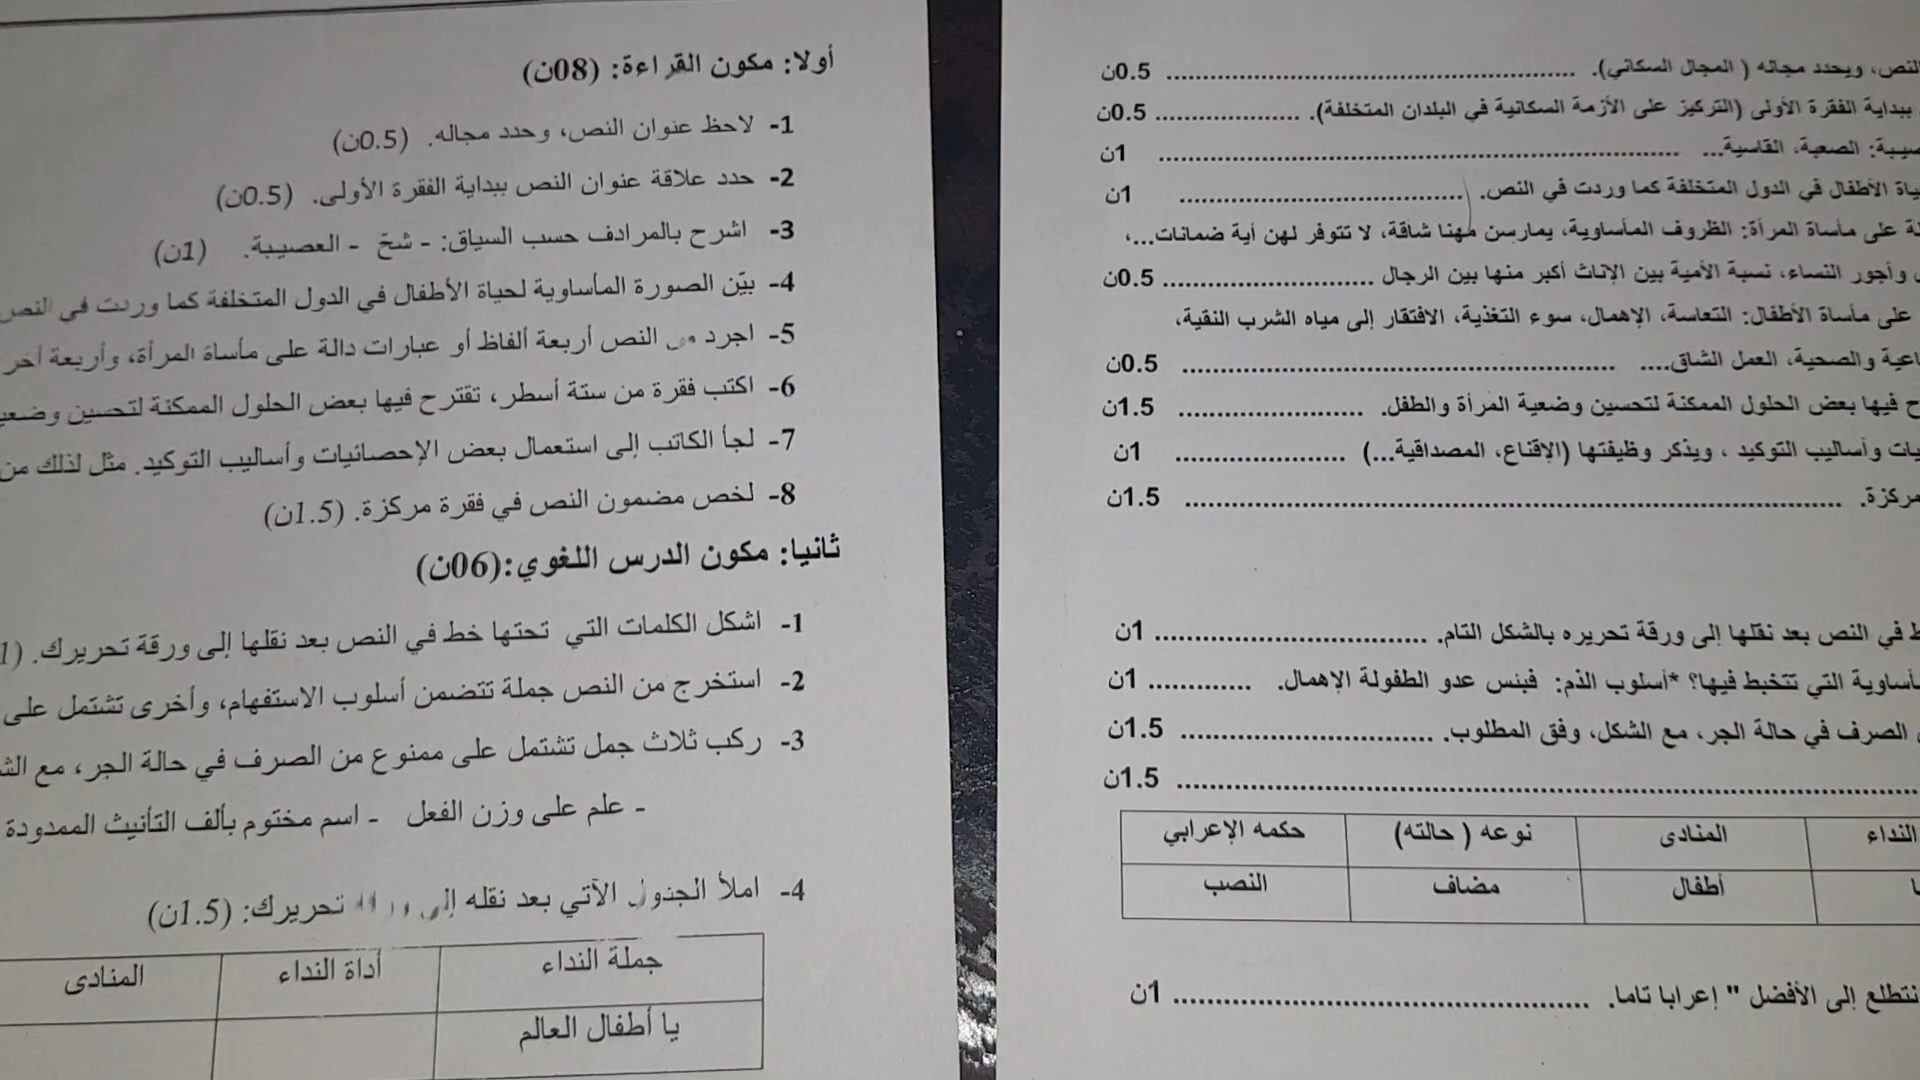 أولا: مكون القراءة: (08ن)
1- لاحظ عنوان النص، وحدد مجاله. (0.5ن)
2- حدد علاقة عنوان النص ببداية الفقرة الأولى. (0.5ن)
3- اشرح بالمرادف حسب السياق: - شخّ - العصيبة. (1ن)
4- بيّن الصورة المأساوية لحياة الأطفال في الدول المتخلفة كما وردت في النص
5- اجرد من النص أربعة ألفاظ أو عبارات دالة على مأساة المرأة، وأربعة
6- اكتب فقرة من ستة أسطر، تقترح فيها بعض الحلول الممكنة لتحسين
7- لجأ الكاتب إلى استعمال بعض الإحصائيات وأساليب التوكيد. مثل لذلك من
8- لخص مضمون النص في فقرة مركزة. (1.5ن)
ثانيا: مكون الدرس اللغوي:(06ن)
1- اشكل الكلمات التي تحتها خط في النص بعد نقلها إلى ورقة تحريرك. (1
2- استخرج من النص جملة تتضمن أسلوب الاستفهام، وأخرى تشتمل على
3- ركب ثلاث جمل تشتمل على ممنوع من الصرف في حالة الجر، مع
- علم على وزن الفعل - اسم مختوم بألف التأنيث الممدودة
4- املأ الجدول الآتي بعد نقله إلى ورقة تحريرك: (1.5ن)
جملة النداء أداة النداء المنادى
يا أطفال العالم
النص، ويحدد مجاله ( المجال السكاني). .......... 0.5ن
ببداية الفقرة الأولى (التركيز على الأزمة السكانية في البلدان المتخلفة). .......... 0.5ن
الصعبة، القاسية... .......... 1ن
الأطفال في الدول المتخلفة كما وردت في النص. .......... 1ن
على مأساة المرأة: الظروف المأساوية، يمارسن مهنا شاقة، لا تتوفر لهن أية ضمانات...،
وأجور النساء، نسبة الأمية بين الإناث أكبر منها بين الرجال .......... 0.5ن
على مأساة الأطفال: التعاسة، الإهمال، سوء التغذية، الافتقار إلى مياه الشرب النقية،
والصحية، العمل الشاق.... .......... 0.5ن
فيها بعض الحلول الممكنة لتحسين وضعية المرأة والطفل. .......... 1.5ن
وأساليب التوكيد ، ويذكر وظيفتها (الإقناع، المصداقية...) .......... 1ن
مركزة. .......... 1.5ن
في النص بعد نقلها إلى ورقة تحريره بالشكل التام. .......... 1ن
التي تتخبط فيها؟ *أسلوب الذم: فبئس عدو الطفولة الإهمال. .......... 1ن
الصرف في حالة الجر، مع الشكل، وفق المطلوب. .......... 1.5ن
.......... 1.5ن
النداء المنادى نوعه ( حالته) حكمه الإعرابي
أطفال مضاف النصب
نتطلع إلى الأفضل " إعرابا تاما. .......... 1ن